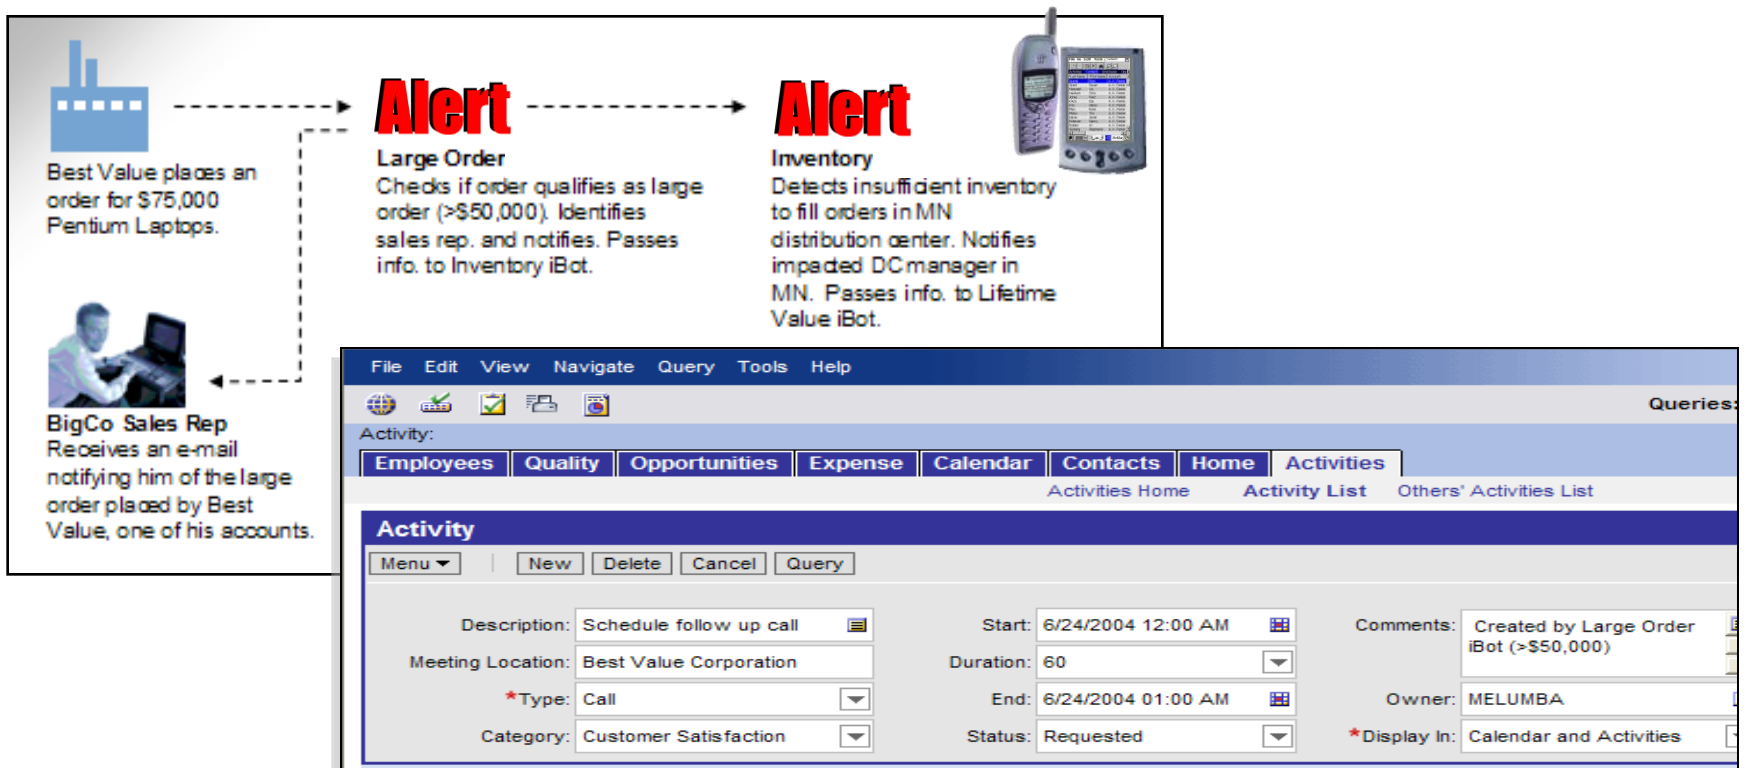 Best Value places an
order for $75,000
Pentium Laptops.
Alert
Large Order
Checks if order qualifies as large
order (>$50,000). Identifies
sales rep. and notifies. Passes
info. to Inventory iBot.
Alert
Inventory
Detects insufficient inventory
to fill orders in MN
distribution center. Notifies
impacted DC manager in
MN. Passes info. to Lifetime
Value iBot.
BigCo Sales Rep
Receives an e-mail
notifying him of the large
order placed by Best
Value, one of his accounts.
File Edit View Navigate Query Tools Help
Queries:
Activity:
Employees Quality Opportunities Expense Calendar Contacts Home Activities
Activities Home Activity List Others' Activities List
Activity
Menu New Delete Cancel Query
Description: Schedule follow up call Start: 6/24/2004 12:00 AM Comments: Created by Large Order
iBot (>$50,000)
Meeting Location: Best Value Corporation Duration: 60
*Type: Call End: 6/24/2004 01:00 AM Owner: MELUMBA
Category: Customer Satisfaction Status: Requested *Display In: Calendar and Activities